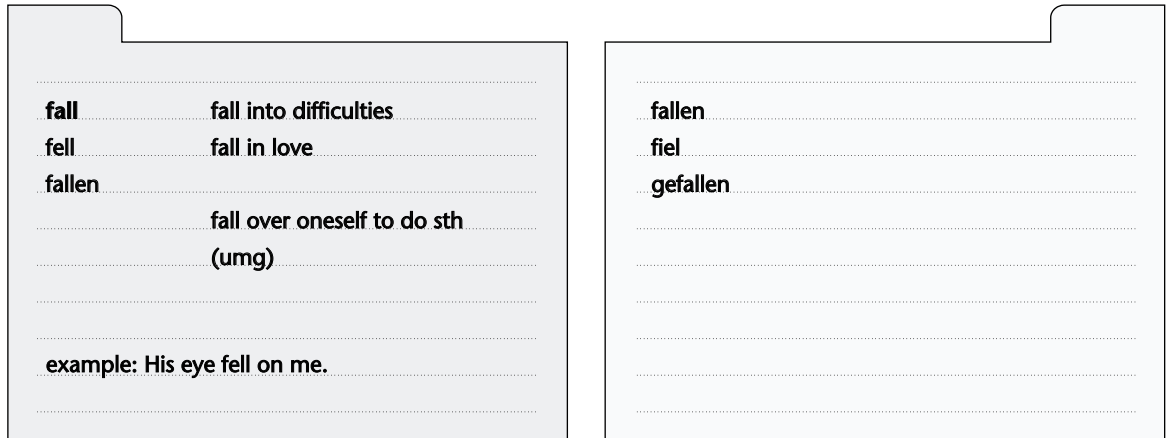 fall fall into difficulties
fell fall in love
fallen
fall over oneself to do sth
(umg)
example: His eye fell on me.
fallen
fiel
gefallen